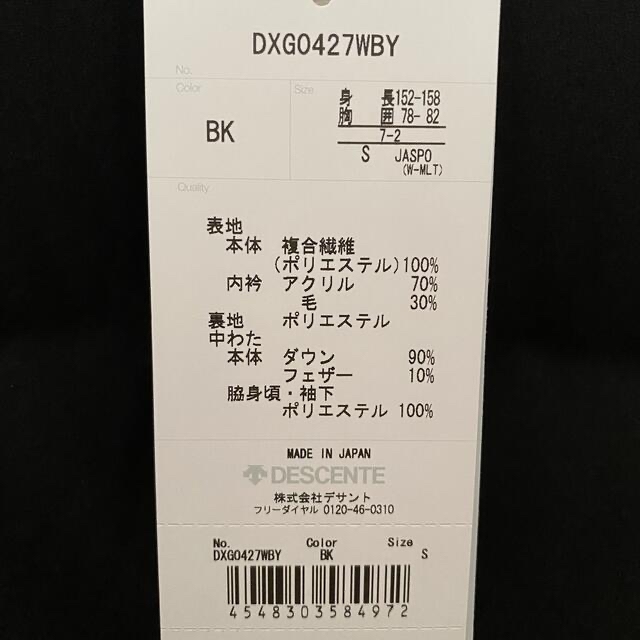 DXGO427WBY
No.
Color
Size
BK
身 長152-158
胸 囲 78- 82
7-2
S JASPO
(W-MLT)
Quality
表地
本体 複合繊維
(ポリエステル)100%
内衿 アクリル 70%
毛 30%
裏地 ポリエステル
中わた
本体 ダウン 90%
フェザー 10%
脇身頃・袖下
ポリエステル 100%
MADE IN JAPAN
DESCENTE
株式会社デサント
フリーダイヤル 0120-46-0310
No. Color Size
DXGO427WBY BK S
4548303584972